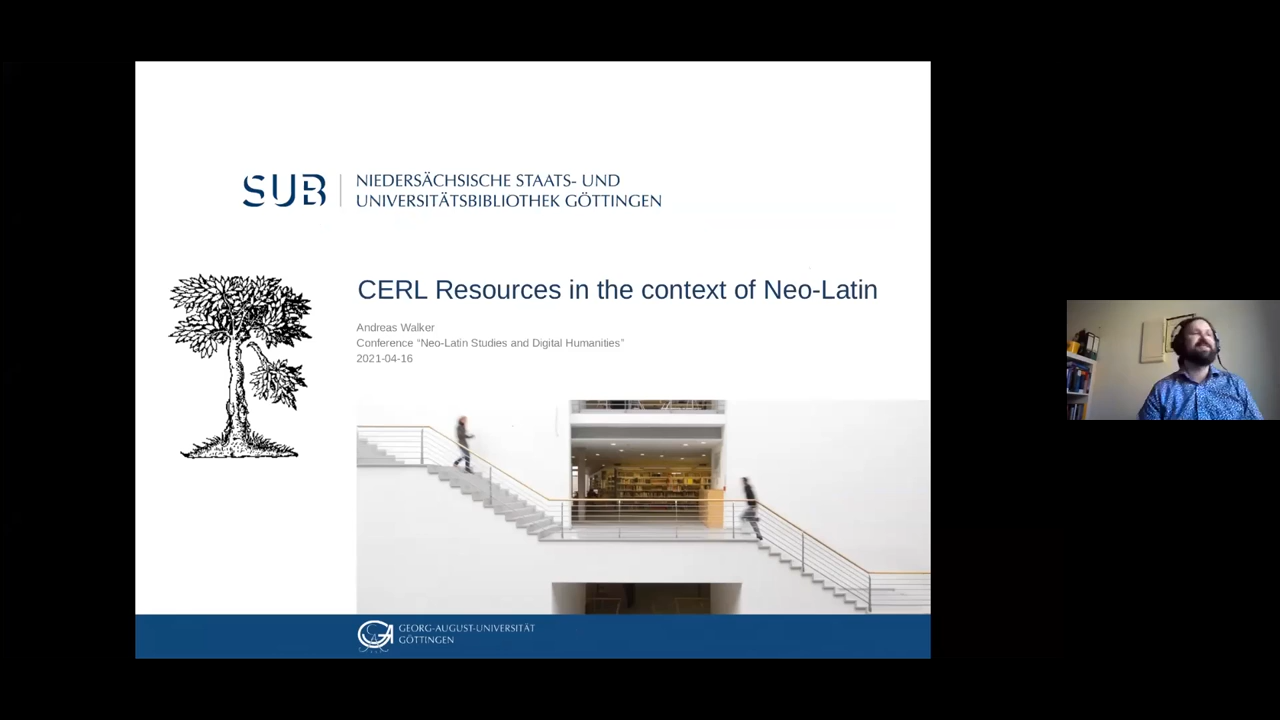 SUB
NIEDERSÄCHSISCHE STAATS- UND
UNIVERSITÄTSBIBLIOTHEK GÖTTINGEN
CERL Resources in the context of Neo-Latin
Andreas Walker
Conference “Neo-Latin Studies and Digital Humanities”
2021-04-16
GEORG-AUGUST-UNIVERSITÄT
GÖTTINGEN